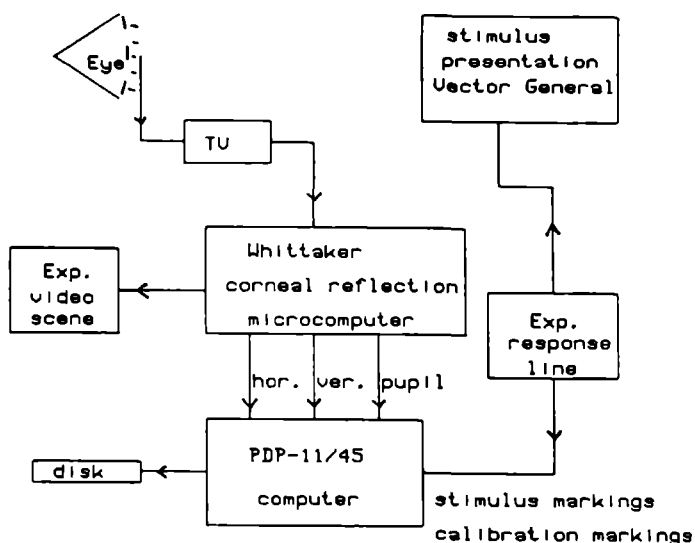 Eye
stimulus
presentation
Vector General
TV
Whittaker
corneal reflection
microcomputer
Exp.
video
scene
Exp.
response
line
hor. ver. pupil
PDP-11/45
computer
disk
stimulus markings
calibration markings